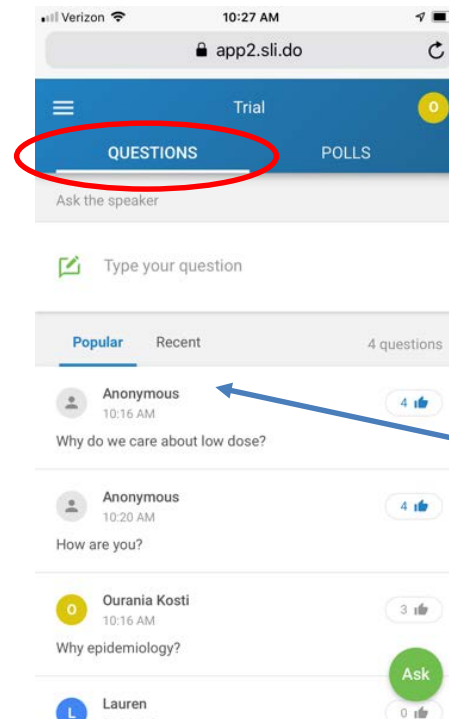 Verizon 10:27 AM
app2.sli.do
Trial
O
QUESTIONS POLLS
Ask the speaker
Type your question
Popular Recent 4 questions
Anonymous
10:16 AM
4
Why do we care about low dose?
Anonymous
10:20 AM
4
How are you?
O
Ourania Kosti
10:16 AM
3
Why epidemiology?
Ask
L
Lauren
0